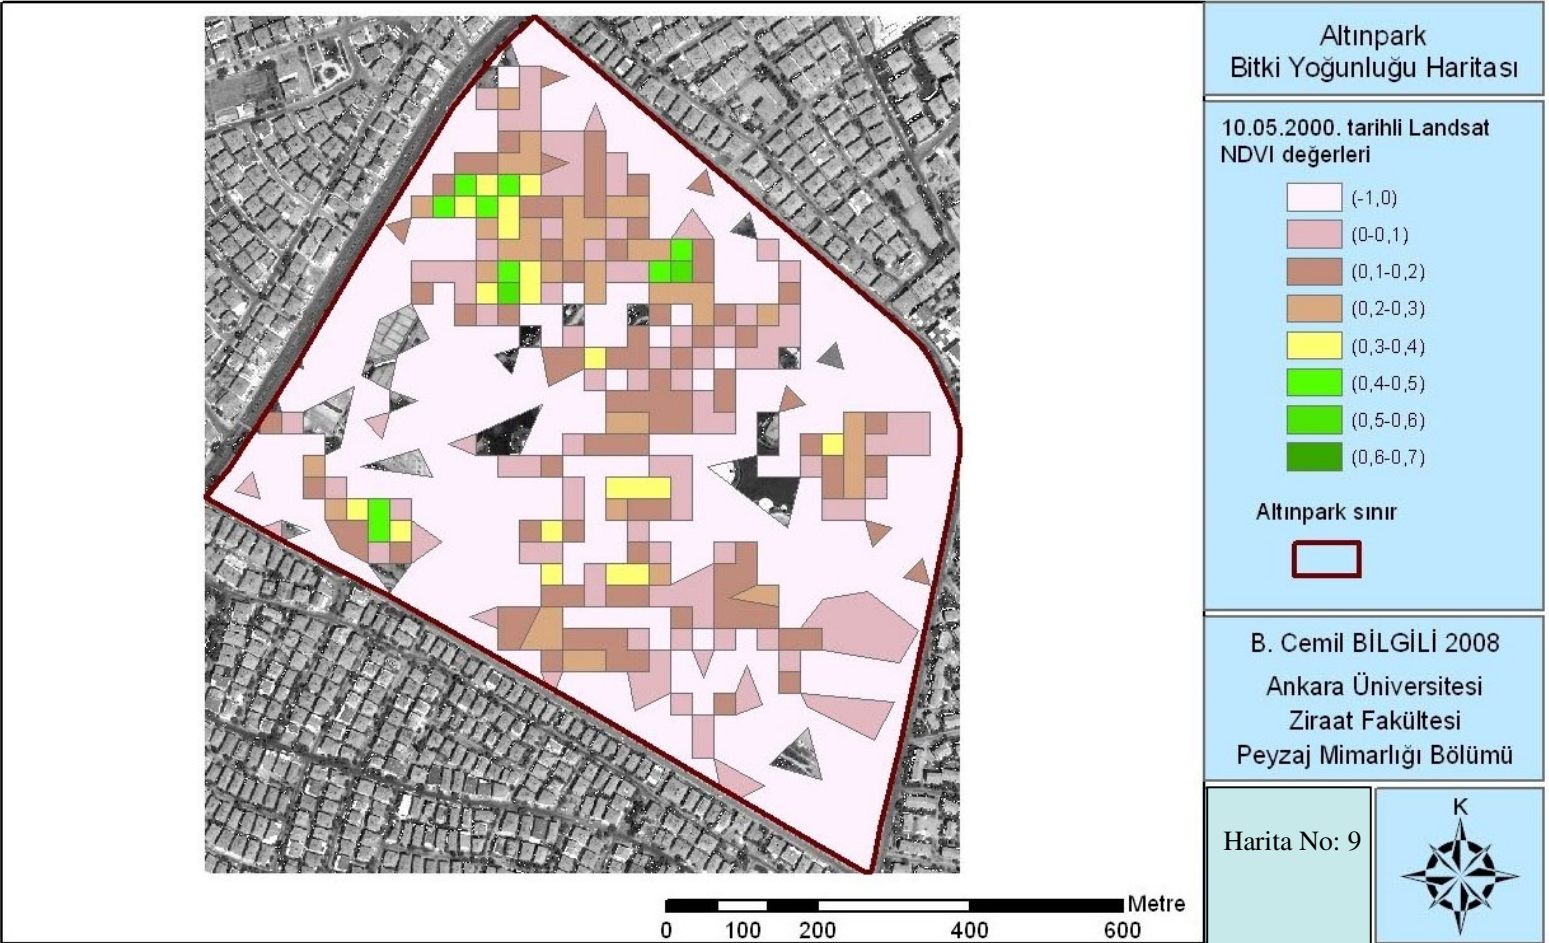 Altınpark
Bitki Yoğunluğu Haritası
10.05.2000. tarihli Landsat
NDVI değerleri
(-1,0)
(0-0,1)
(0,1-0,2)
(0,2-0,3)
(0,3-0,4)
(0,4-0,5)
(0,5-0,6)
(0,6-0,7)
Altınpark sınır
B. Cemil BİLGİLİ 2008
Ankara Üniversitesi
Ziraat Fakültesi
Peyzaj Mimarlığı Bölümü
Harita No: 9
K
Metre
0 100 200 400 600